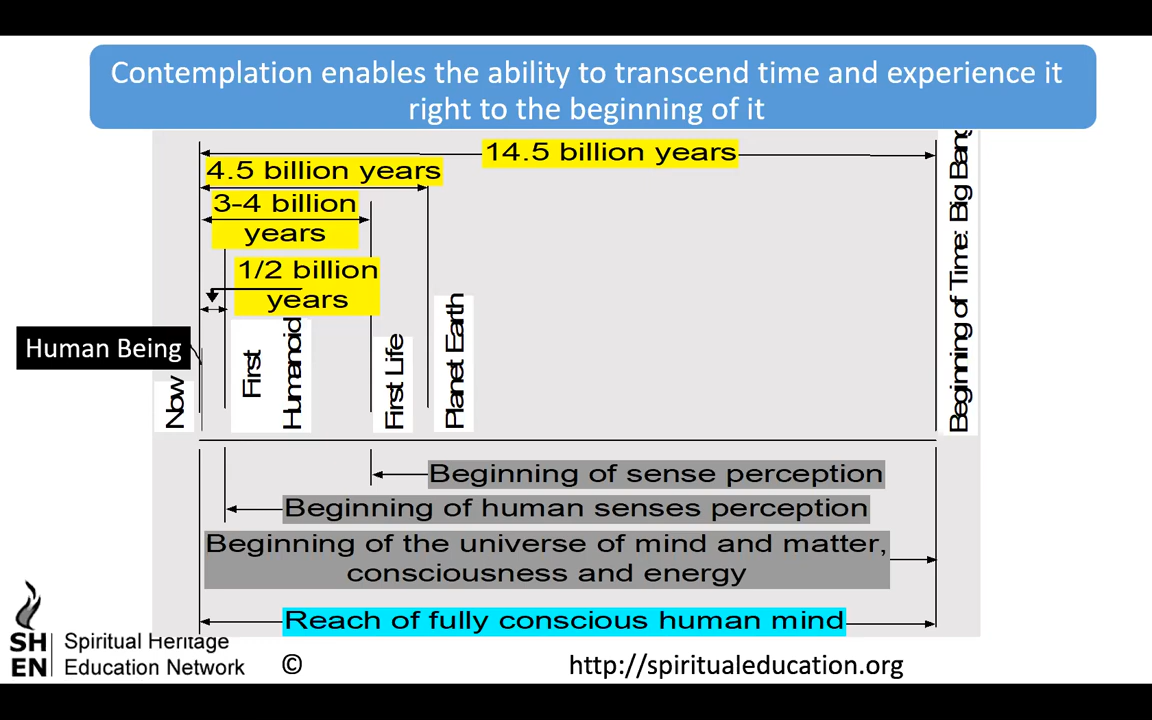 Contemplation enables the ability to transcend time and experience it
right to the beginning of it
14.5 billion years
4.5 billion years
3-4 billion
years
1/2 billion
years
Human Being
Now
First
Humanoid
First Life
Planet Earth
Beginning of Time: Big Bang
Beginning of sense perception
Beginning of human senses perception
Beginning of the universe of mind and matter,
consciousness and energy
Reach of fully conscious human mind
SH
EN
Spiritual Heritage
Education Network
©
http://spiritualeducation.org